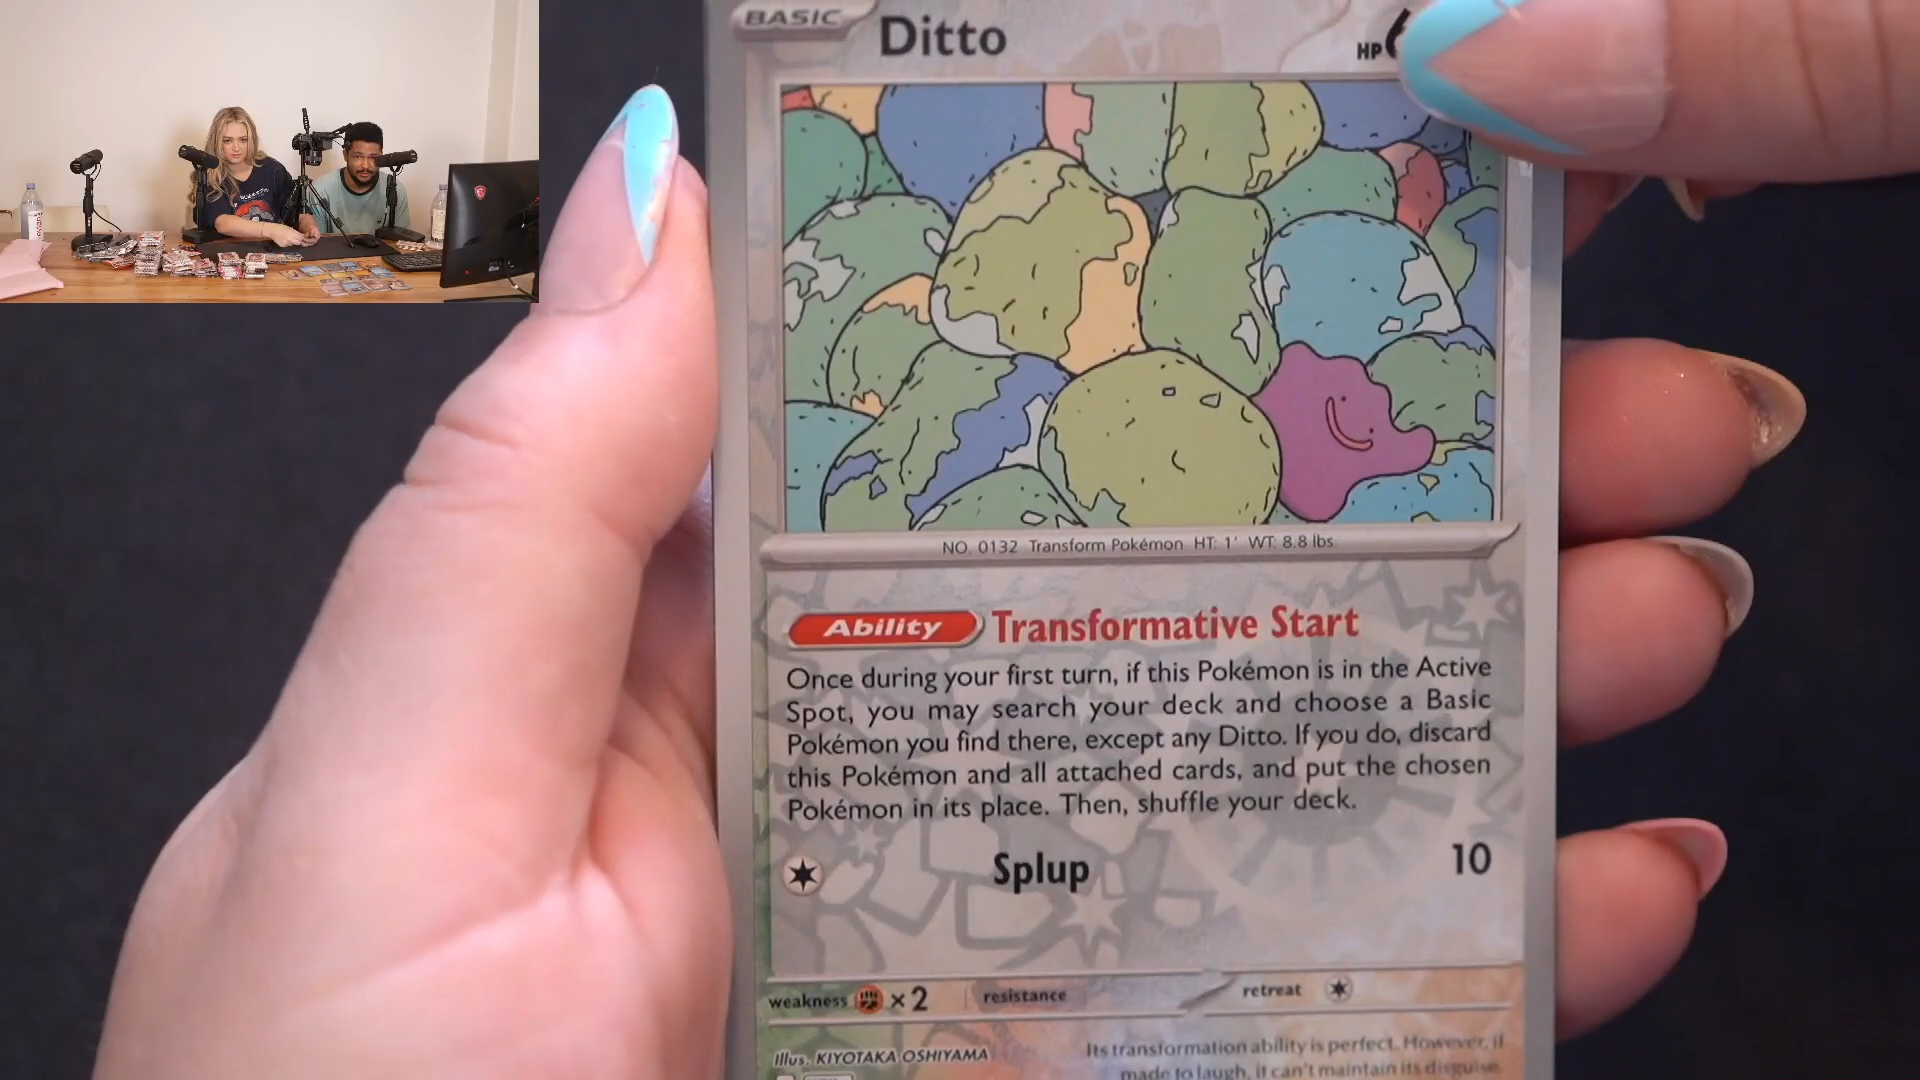 BASIC
Ditto
HP
NO. 0132 Transform Pokémon HT: 1' WT: 8.8 lbs.
Ability Transformative Start
Once during your first turn, if this Pokémon is in the Active
Spot, you may search your deck and choose a Basic
Pokémon you find there, except any Ditto. If you do, discard
this Pokémon and all attached cards, and put the chosen
Pokémon in its place. Then, shuffle your deck.
Splup 10
weakness ×2 resistance retreat
Illus. KIYOTAKA OSHIYAMA
Its transformation ability is perfect. However, if
made to laugh, it can't maintain its disguise.